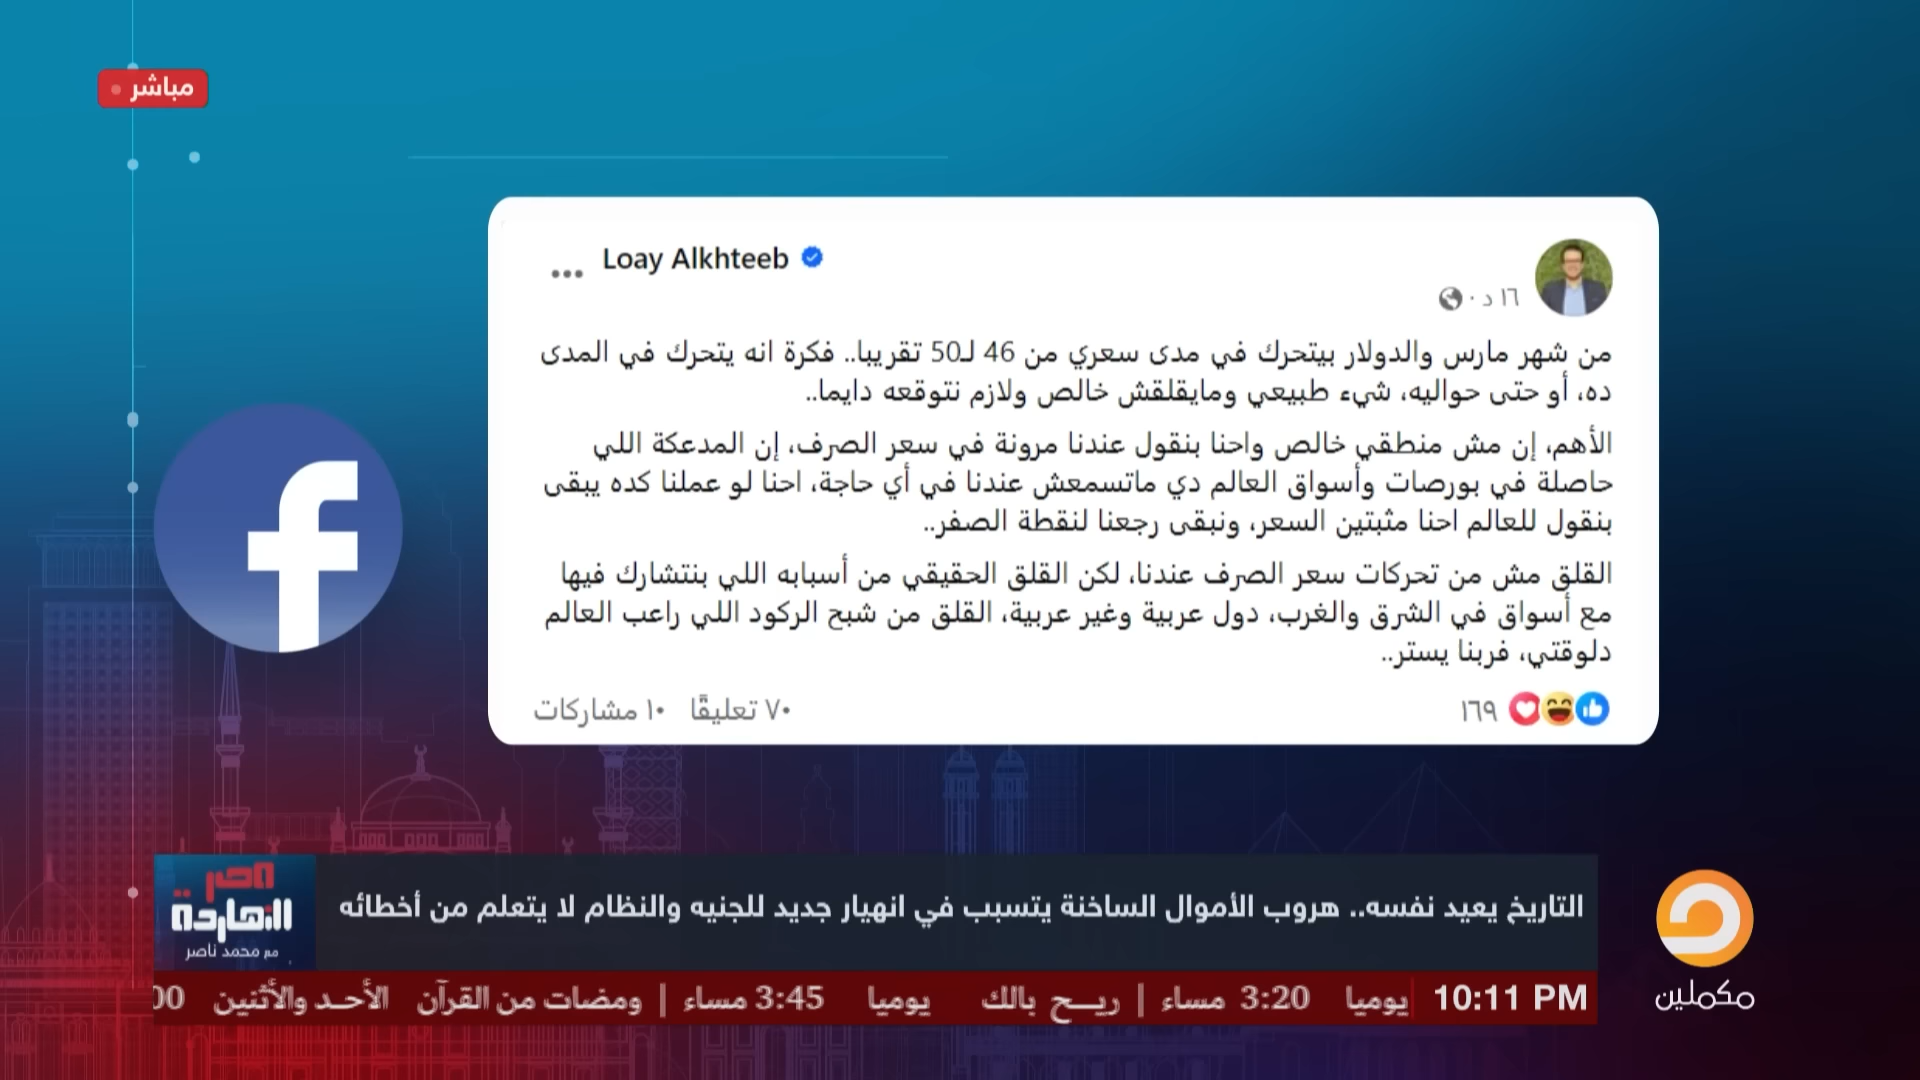 مباشر
Loay Alkhteeb
١٦ د ·
من شهر مارس والدولار بيتحرك في مدى سعري من 46 لـ50 تقريبا.. فكرة انه يتحرك في المدى
ده، أو حتى حواليه، شيء طبيعي ومايقلقش خالص ولازم نتوقعه دايما..
الأهم، إن مش منطقي خالص واحنا بنقول عندنا مرونة في سعر الصرف، إن المدعكة اللي
حاصلة في بورصات وأسواق العالم دي ماتسمعش عندنا في أي حاجة، احنا لو عملنا كده يبقى
بنقول للعالم احنا مثبتين السعر، ونبقى رجعنا لنقطة الصفر..
القلق مش من تحركات سعر الصرف عندنا، لكن القلق الحقيقي من أسبابه اللي بنتشارك فيها
مع أسواق في الشرق والغرب، دول عربية وغير عربية، القلق من شبح الركود اللي راعب العالم
دلوقتي، فربنا يستر..
١٦٩
٧٠ تعليقًا
١٠ مشاركات
التاريخ يعيد نفسه.. هروب الأموال الساخنة يتسبب في انهيار جديد للجنيه والنظام لا يتعلم من أخطائه
مصر
النهاردة
مع محمد ناصر
10:11 PM
يوميا 3:20 مساء | ريـــح بالك يوميا 3:45 مساء | ومضات من القرآن الأحـد والأثنين 00
مكملين